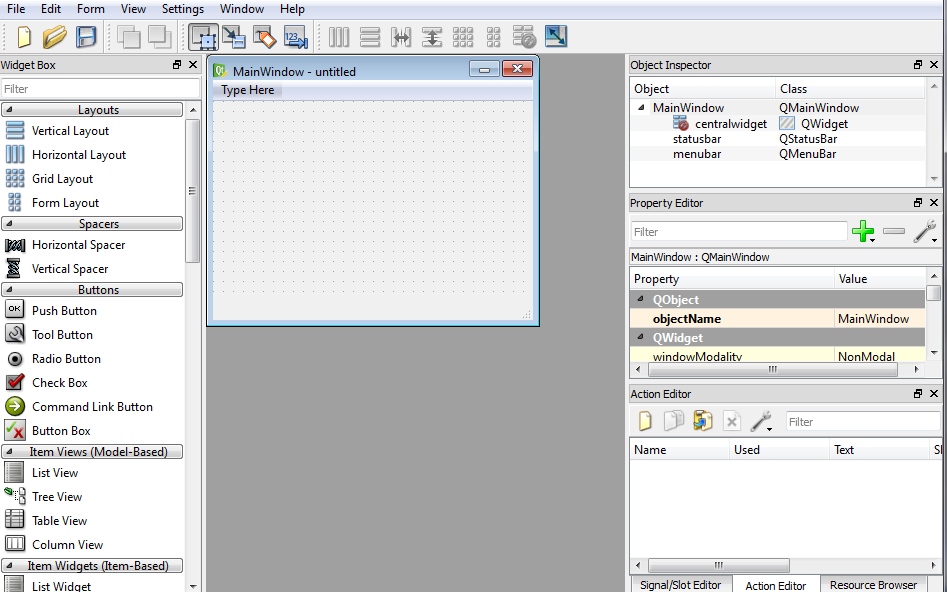 File Edit Form View Settings Window Help
Widget Box
Filter
Layouts
Vertical Layout
Horizontal Layout
Grid Layout
Form Layout
Spacers
Horizontal Spacer
Vertical Spacer
Buttons
OK Push Button
Tool Button
Radio Button
Check Box
Command Link Button
Button Box
Item Views (Model-Based)
List View
Tree View
Table View
Column View
Item Widgets (Item-Based)
List Widget
123
MainWindow - untitled
Type Here
Object Inspector
Object Class
MainWindow QMainWindow
centralwidget QWidget
statusbar QStatusBar
menubar QMenuBar
Property Editor
Filter
MainWindow : QMainWindow
Property Value
QObject
objectName MainWindow
QWidget
windowModality NonModal
Action Editor
Filter
Name Used Text
Signal/Slot Editor Action Editor Resource Browser